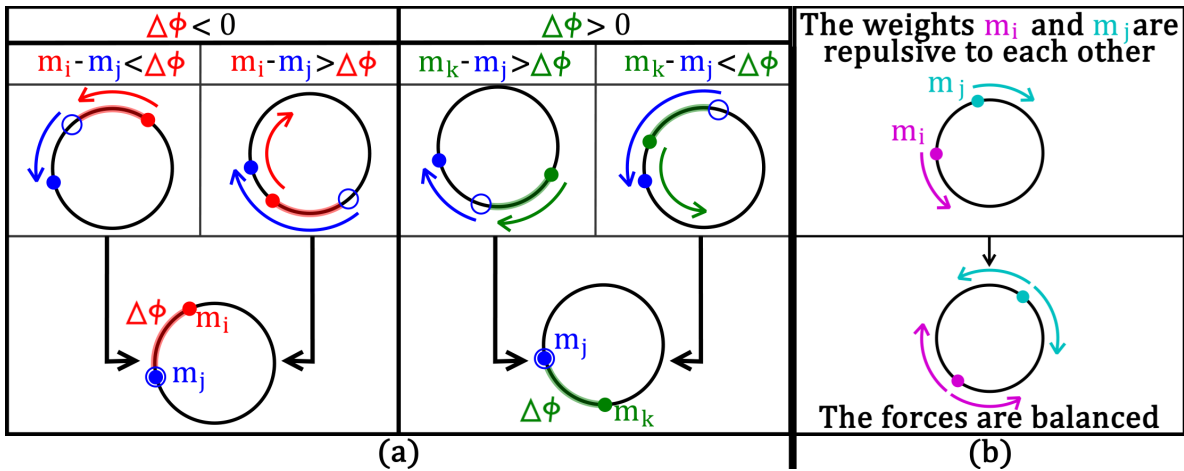 Δϕ < 0
Δϕ > 0
The weights mᵢ and mⱼ are
repulsive to each other
mᵢ-mⱼ<Δϕ
mᵢ-mⱼ>Δϕ
mₖ-mⱼ>Δϕ
mₖ-mⱼ<Δϕ
mⱼ
mᵢ
Δϕ
mᵢ
mⱼ
mⱼ
Δϕ
mₖ
The forces are balanced
(a)
(b)